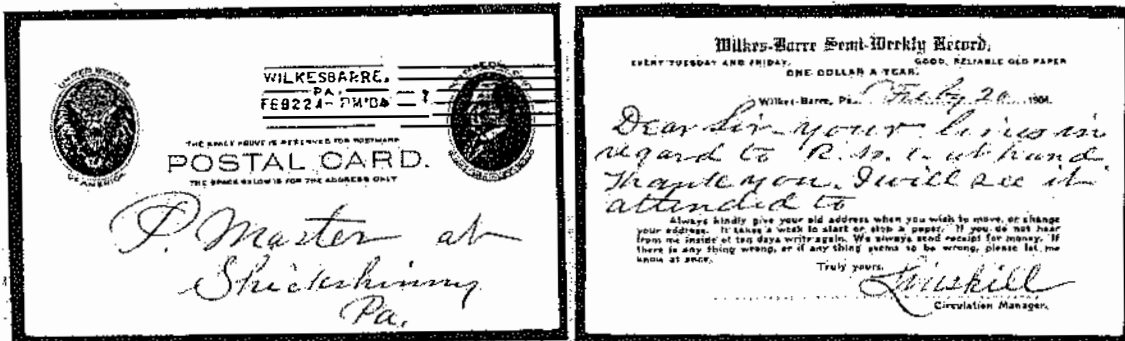 UNITED STATES
OF AMERICA
WILKESBARRE,
PA.
FEB 22 2 - PM '04
THE SPACE ABOVE IS RESERVED FOR POSTMARK
POSTAL CARD.
THE SPACE BELOW IS FOR THE ADDRESS ONLY
P. Master at
Shickshinny
Pa.
Wilkes-Barre Semi-Weekly Record,
EVERY TUESDAY AND FRIDAY. GOOD, RELIABLE OLD PAPER
ONE DOLLAR A YEAR.
Wilkes-Barre, Pa. Feby 20 1904.
Dear Sir your lines in
regard to R. at hand
Thank you. I will see it
attended to
Always kindly give your old address when you wish to move, or change
your address. It takes a week to start or stop a paper. If you do not hear
from me inside of ten days write again. We always send receipt for money. If
there is any thing wrong, or if any thing seems to be wrong, please let me
know at once.
Truly yours,
Linskill
Circulation Manager.